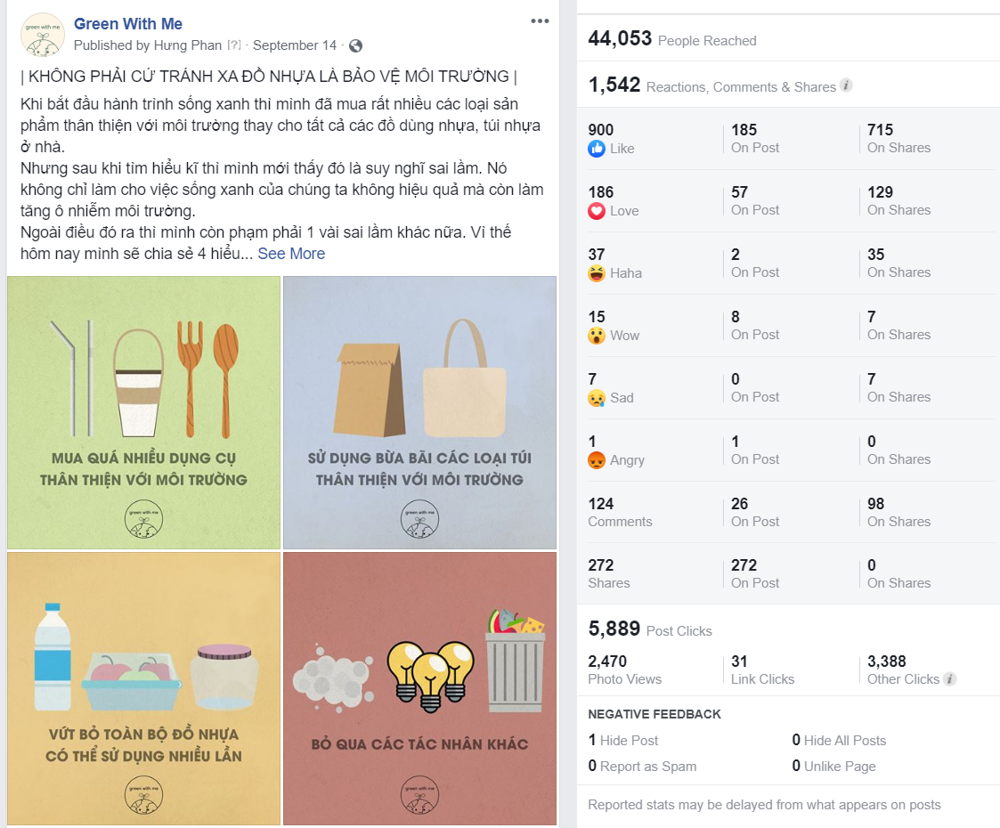 Green With Me
Published by Hưng Phan [?] · September 14 ·
| KHÔNG PHẢI CỨ TRÁNH XA ĐỒ NHỰA LÀ BẢO VỆ MÔI TRƯỜNG |
Khi bắt đầu hành trình sống xanh thì mình đã mua rất nhiều các loại sản
phẩm thân thiện với môi trường thay cho tất cả các đồ dùng nhựa, túi nhựa
ở nhà.
Nhưng sau khi tìm hiểu kĩ thì mình mới thấy đó là suy nghĩ sai lầm. Nó
không chỉ làm cho việc sống xanh của chúng ta không hiệu quả mà còn làm
tăng ô nhiễm môi trường.
Ngoài điều đó ra thì mình còn phạm phải 1 vài sai lầm khác nữa. Vì thế
hôm nay mình sẽ chia sẻ 4 hiểu... See More
green with me
MUA QUÁ NHIỀU DỤNG CỤ
THÂN THIỆN VỚI MÔI TRƯỜNG
green with me
SỬ DỤNG BỪA BÃI CÁC LOẠI TÚI
THÂN THIỆN VỚI MÔI TRƯỜNG
green with me
VỨT BỎ TOÀN BỘ ĐỒ NHỰA
CÓ THỂ SỬ DỤNG NHIỀU LẦN
green with me
BỎ QUA CÁC TÁC NHÂN KHÁC
green with me
44,053 People Reached
1,542 Reactions, Comments & Shares
900 185 715
Like On Post On Shares
186 57 129
Love On Post On Shares
37 2 35
Haha On Post On Shares
15 8 7
Wow On Post On Shares
7 0 7
Sad On Post On Shares
1 1 0
Angry On Post On Shares
124 26 98
Comments On Post On Shares
272 272 0
Shares On Post On Shares
5,889 Post Clicks
2,470 31 3,388
Photo Views Link Clicks Other Clicks
NEGATIVE FEEDBACK
1 Hide Post 0 Hide All Posts
0 Report as Spam 0 Unlike Page
Reported stats may be delayed from what appears on posts